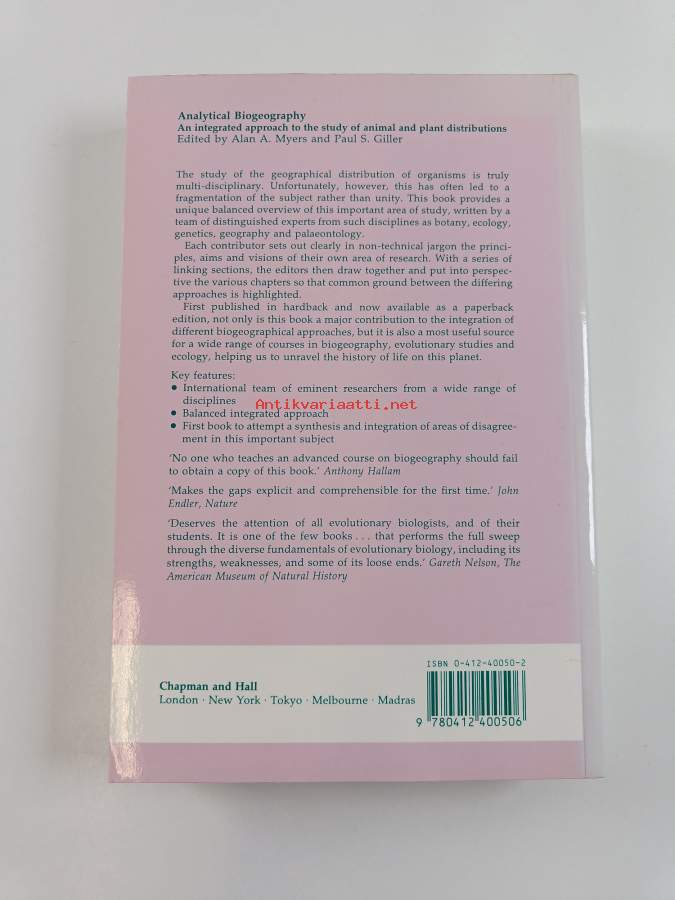 Analytical Biogeography
An integrated approach to the study of animal and plant distributions
Edited by Alan A. Myers and Paul S. Giller
The study of the geographical distribution of organisms is truly
multi-disciplinary. Unfortunately, however, this has often led to a
fragmentation of the subject rather than unity. This book provides a
unique balanced overview of this important area of study, written by a
team of distinguished experts from such disciplines as botany, ecology,
genetics, geography and palaeontology.
Each contributor sets out clearly in non-technical jargon the princi-
ples, aims and visions of their own area of research. With a series of
linking sections, the editors then draw together and put into perspec-
tive the various chapters so that common ground between the differing
approaches is highlighted.
First published in hardback and now available as a paperback
edition, not only is this book a major contribution to the integration of
different biogeographical approaches, but it is also a most useful source
for a wide range of courses in biogeography, evolutionary studies and
ecology, helping us to unravel the history of life on this planet.
Key features:
● International team of eminent researchers from a wide range of
disciplines
Antikvariaatti.net
● Balanced integrated approach
● First book to attempt a synthesis and integration of areas of disagree-
ment in this important subject
‘No one who teaches an advanced course on biogeography should fail
to obtain a copy of this book.’ Anthony Hallam
‘Makes the gaps explicit and comprehensible for the first time.’ John
Endler, Nature
‘Deserves the attention of all evolutionary biologists, and of their
students. It is one of the few books . . . that performs the full sweep
through the diverse fundamentals of evolutionary biology, including its
strengths, weaknesses, and some of its loose ends.’ Gareth Nelson, The
American Museum of Natural History
ISBN 0-412-40050-2
Chapman and Hall
London · New York · Tokyo · Melbourne · Madras
9 780412 400506